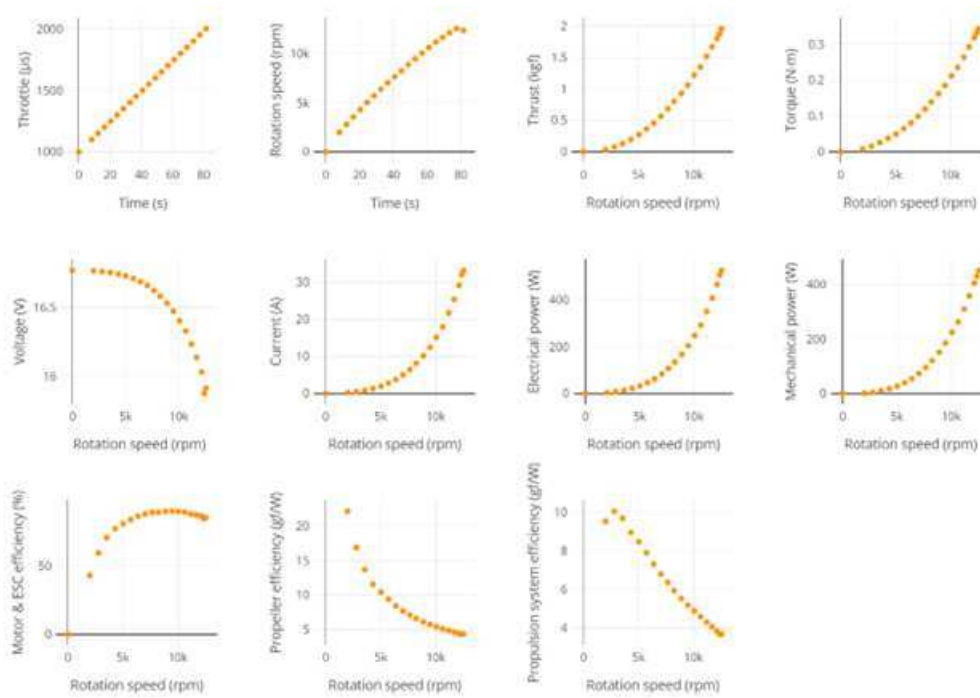 Throttle (µs)
2000
1500
1000
0
20
40
60
80
Time (s)
Rotation speed (rpm)
10k
5k
0
0
20
40
60
80
Time (s)
Thrust (kgf)
2
1.5
1
0.5
0
0
5k
10k
Rotation speed (rpm)
Torque (N·m)
0.3
0.2
0.1
0
0
5k
10k
Rotation speed (rpm)
Voltage (V)
16.5
16
0
5k
10k
Rotation speed (rpm)
Current (A)
30
20
10
0
0
5k
10k
Rotation speed (rpm)
Electrical power (W)
400
200
0
0
5k
10k
Rotation speed (rpm)
Mechanical power (W)
400
200
0
0
5k
10k
Rotation speed (rpm)
Motor & ESC efficiency (%)
50
0
0
5k
10k
Rotation speed (rpm)
Propeller efficiency (gf/W)
20
15
10
5
0
5k
10k
Rotation speed (rpm)
Propulsion system efficiency (gf/W)
10
8
6
4
0
5k
10k
Rotation speed (rpm)